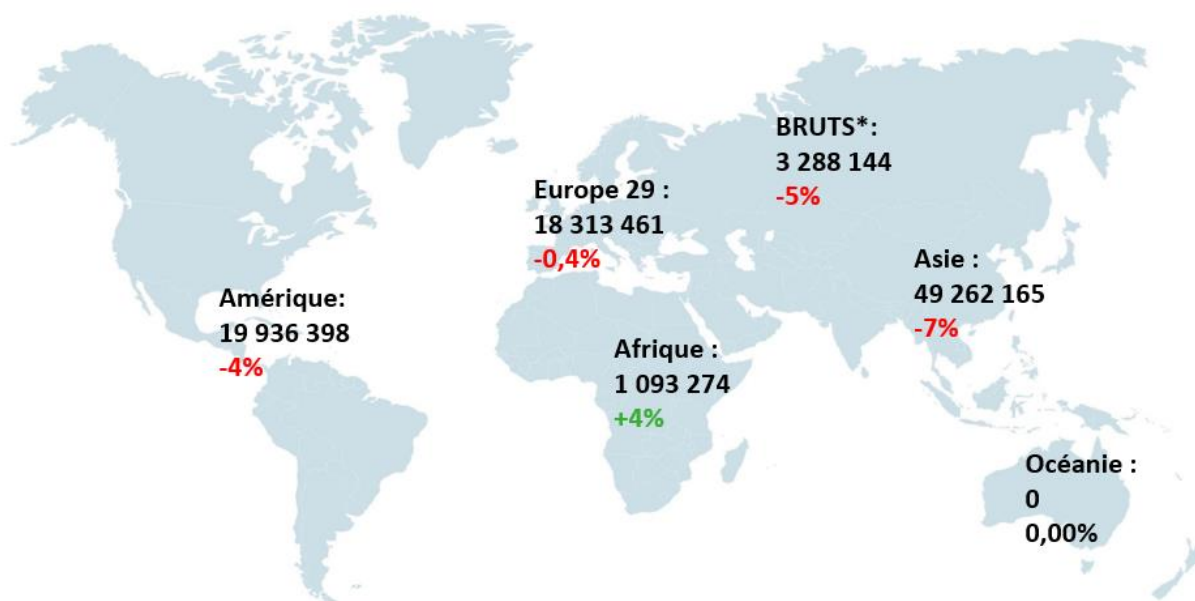 BRUTS*:
3 288 144
-5%
Europe 29 :
18 313 461
-0,4%
Asie :
49 262 165
-7%
Amérique:
19 936 398
-4%
Afrique :
1 093 274
+4%
Océanie :
0
0,00%